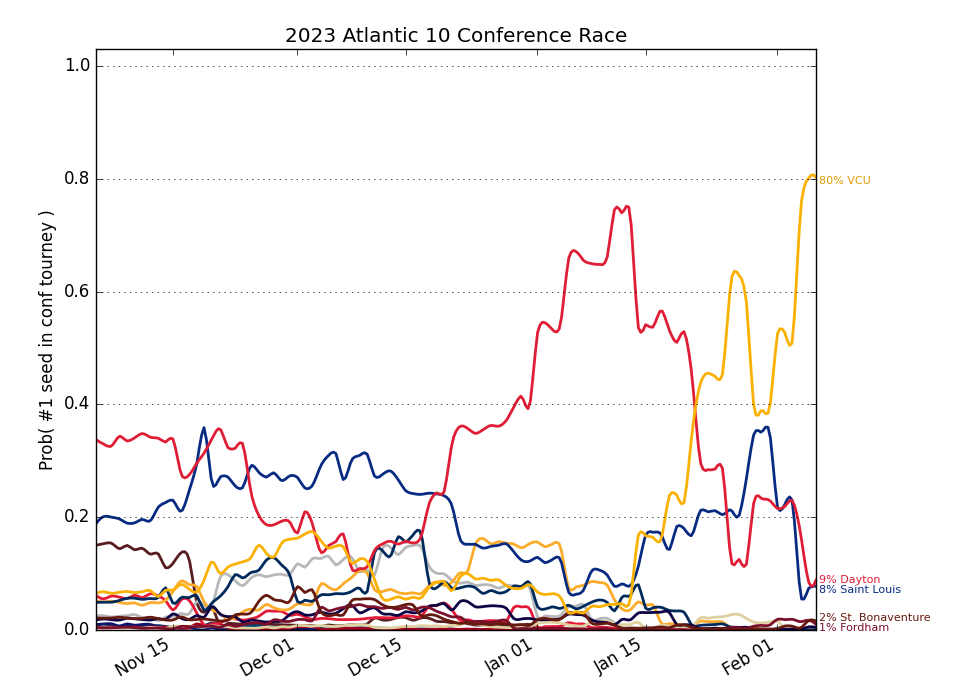 2023 Atlantic 10 Conference Race
Prob( #1 seed in conf tourney )
1.0
0.8
0.6
0.4
0.2
0.0
80% VCU
9% Dayton
8% Saint Louis
2% St. Bonaventure
1% Fordham
Nov 15
Dec 01
Dec 15
Jan 01
Jan 15
Feb 01